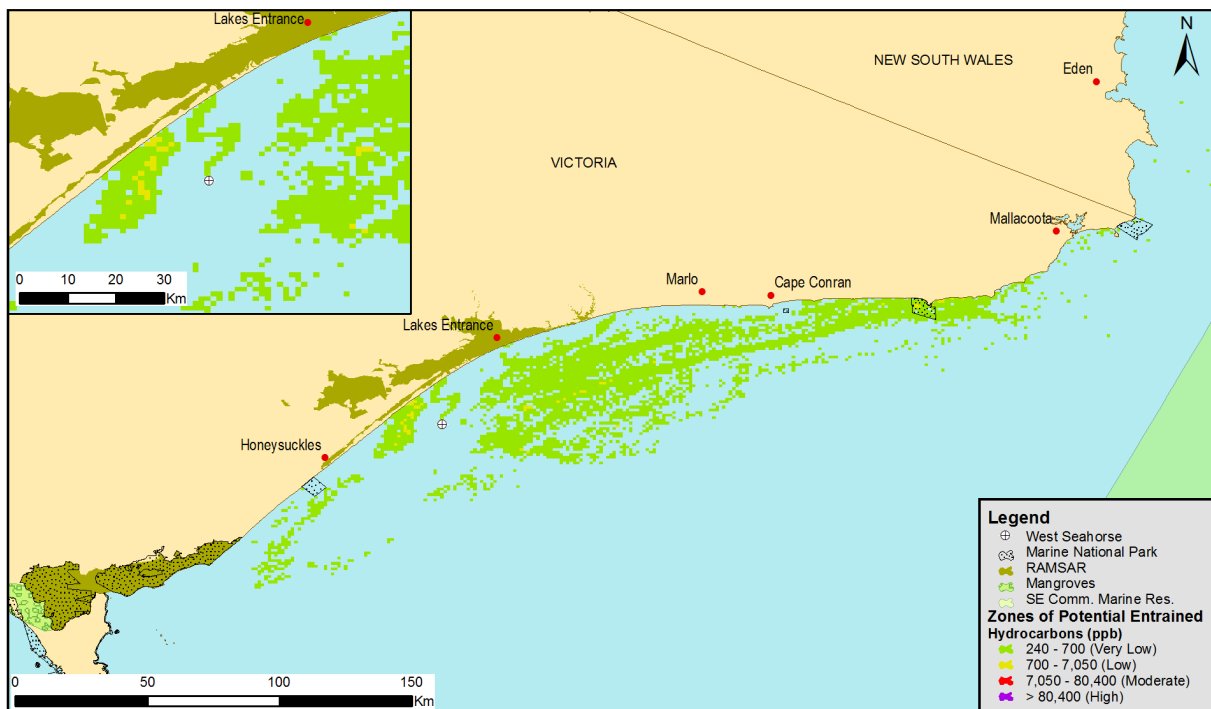 Lakes Entrance
0 10 20 30
Km
N
NEW SOUTH WALES
Eden
VICTORIA
Mallacoota
Marlo
Cape Conran
Lakes Entrance
Honeysuckles
0 50 100 150
Km
Legend
West Seahorse
Marine National Park
RAMSAR
Mangroves
SE Comm. Marine Res.
Zones of Potential Entrained
Hydrocarbons (ppb)
240 - 700 (Very Low)
700 - 7,050 (Low)
7,050 - 80,400 (Moderate)
> 80,400 (High)